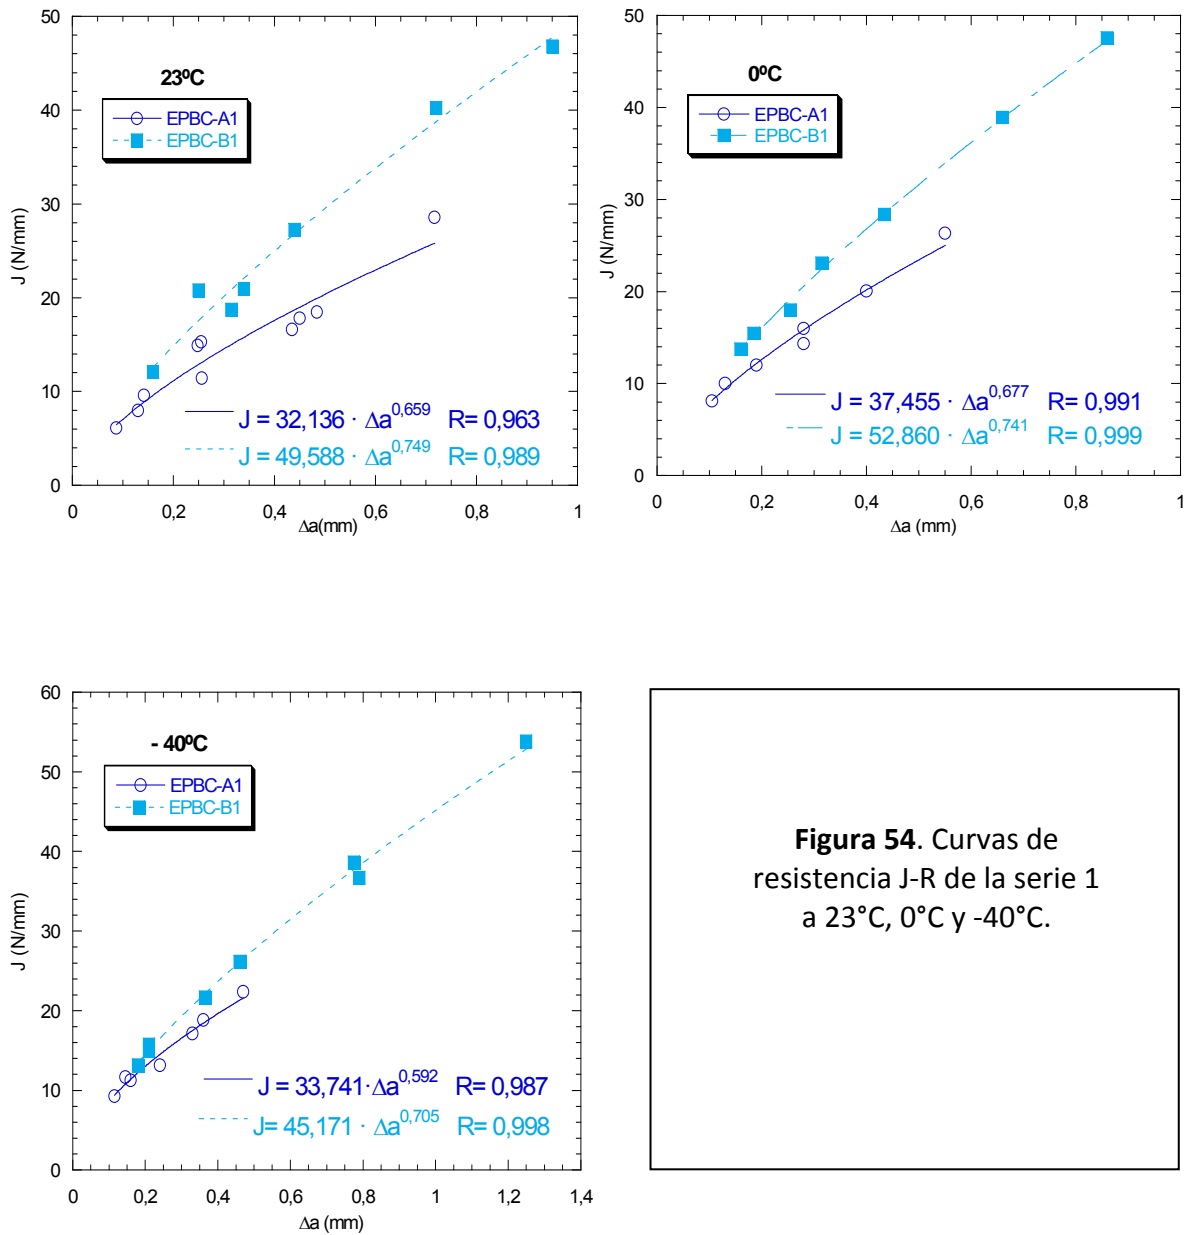 50
40
30
20
10
0
J (N/mm)
23ºC
EPBC-A1
EPBC-B1
J = 32,136 · Δa^0,659 R= 0,963
J = 49,588 · Δa^0,749 R= 0,989
0 0,2 0,4 0,6 0,8 1
Δa(mm)
50
40
30
20
10
0
J (N/mm)
0ºC
EPBC-A1
EPBC-B1
J = 37,455 · Δa^0,677 R= 0,991
J = 52,860 · Δa^0,741 R= 0,999
0 0,2 0,4 0,6 0,8 1
Δa (mm)
60
50
40
30
20
10
0
J (N/mm)
- 40ºC
EPBC-A1
EPBC-B1
J = 33,741·Δa^0,592 R= 0,987
J= 45,171 · Δa^0,705 R= 0,998
0 0,2 0,4 0,6 0,8 1 1,2 1,4
Δa (mm)
Figura 54. Curvas de
resistencia J-R de la serie 1
a 23°C, 0°C y -40°C.